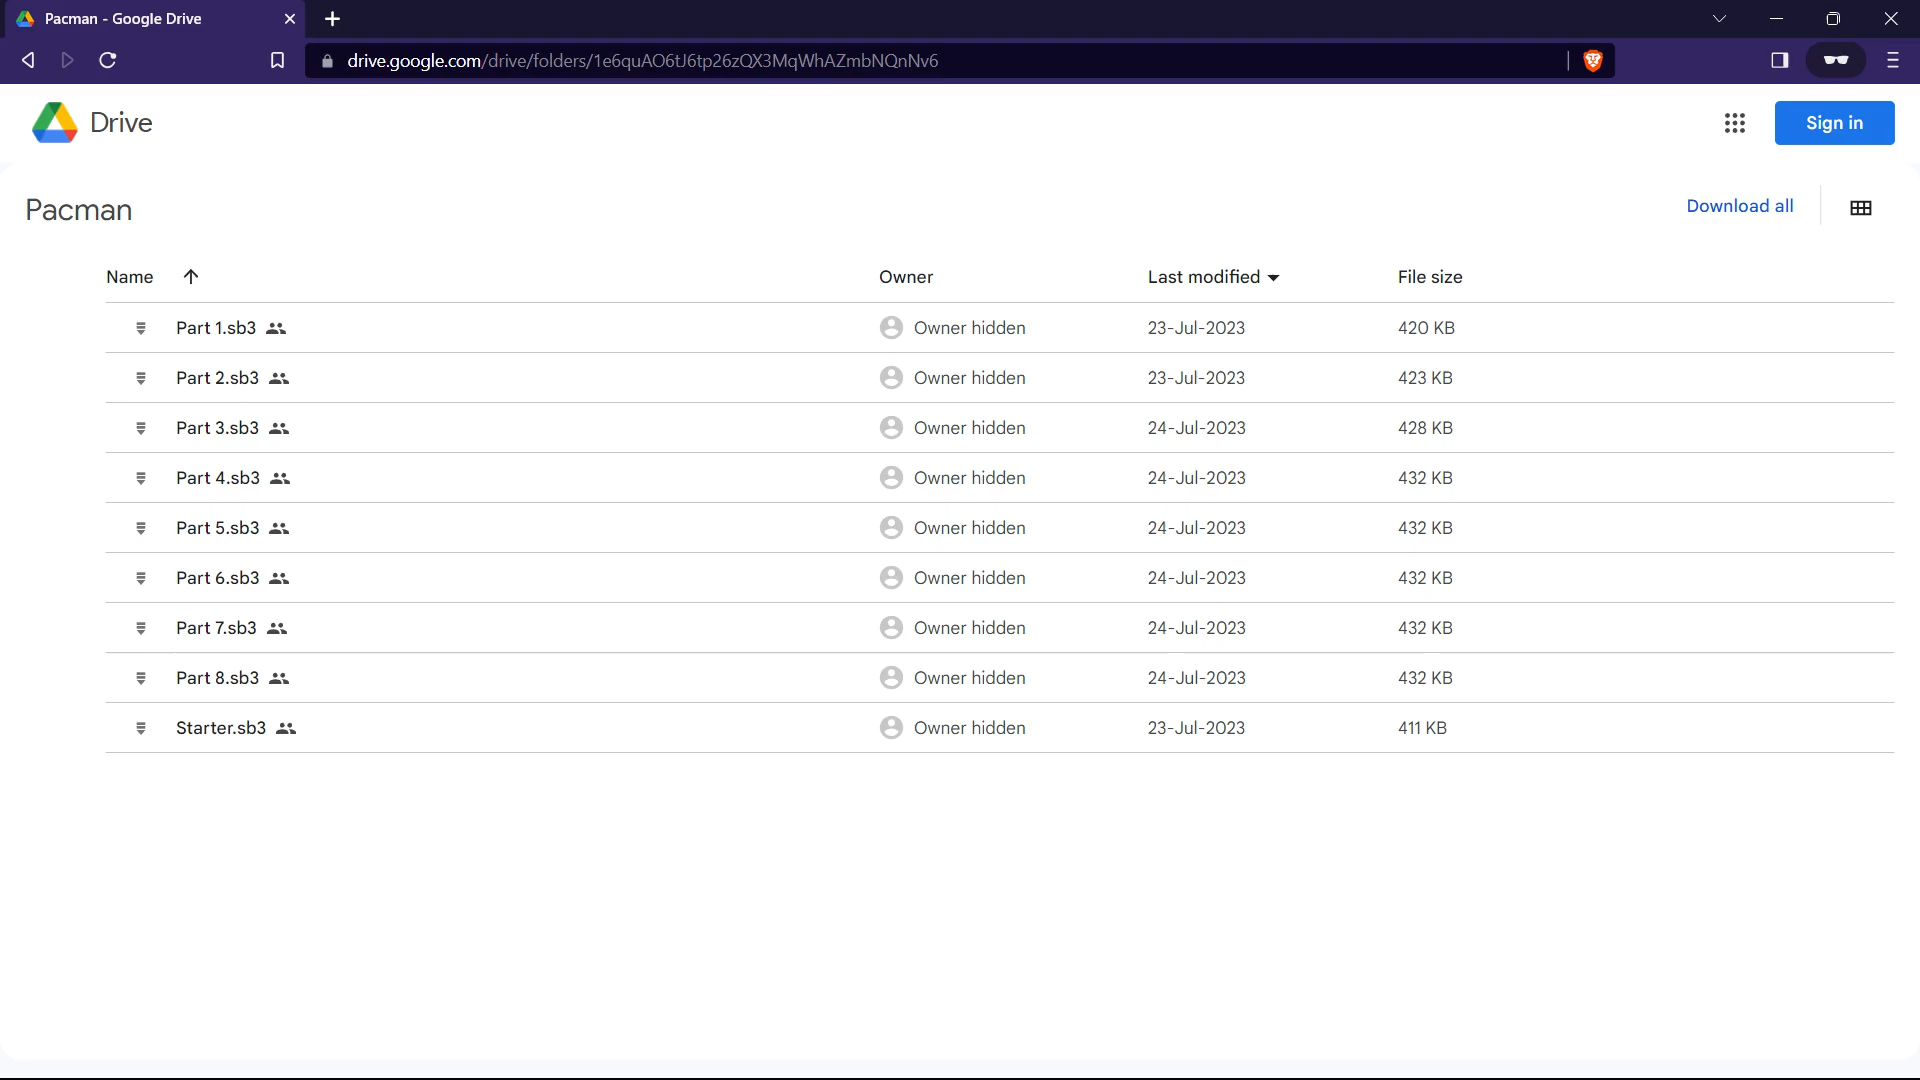 Pacman - Google Drive
drive.google.com/drive/folders/1e6quAO6tJ6tp26zQX3MqWhAZmbNQnNv6
Drive
Sign in
Pacman
Download all
Name Owner Last modified File size
Part 1.sb3 Owner hidden 23-Jul-2023 420 KB
Part 2.sb3 Owner hidden 23-Jul-2023 423 KB
Part 3.sb3 Owner hidden 24-Jul-2023 428 KB
Part 4.sb3 Owner hidden 24-Jul-2023 432 KB
Part 5.sb3 Owner hidden 24-Jul-2023 432 KB
Part 6.sb3 Owner hidden 24-Jul-2023 432 KB
Part 7.sb3 Owner hidden 24-Jul-2023 432 KB
Part 8.sb3 Owner hidden 24-Jul-2023 432 KB
Starter.sb3 Owner hidden 23-Jul-2023 411 KB